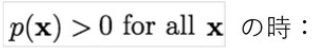 p(x) > 0 for all x の時：